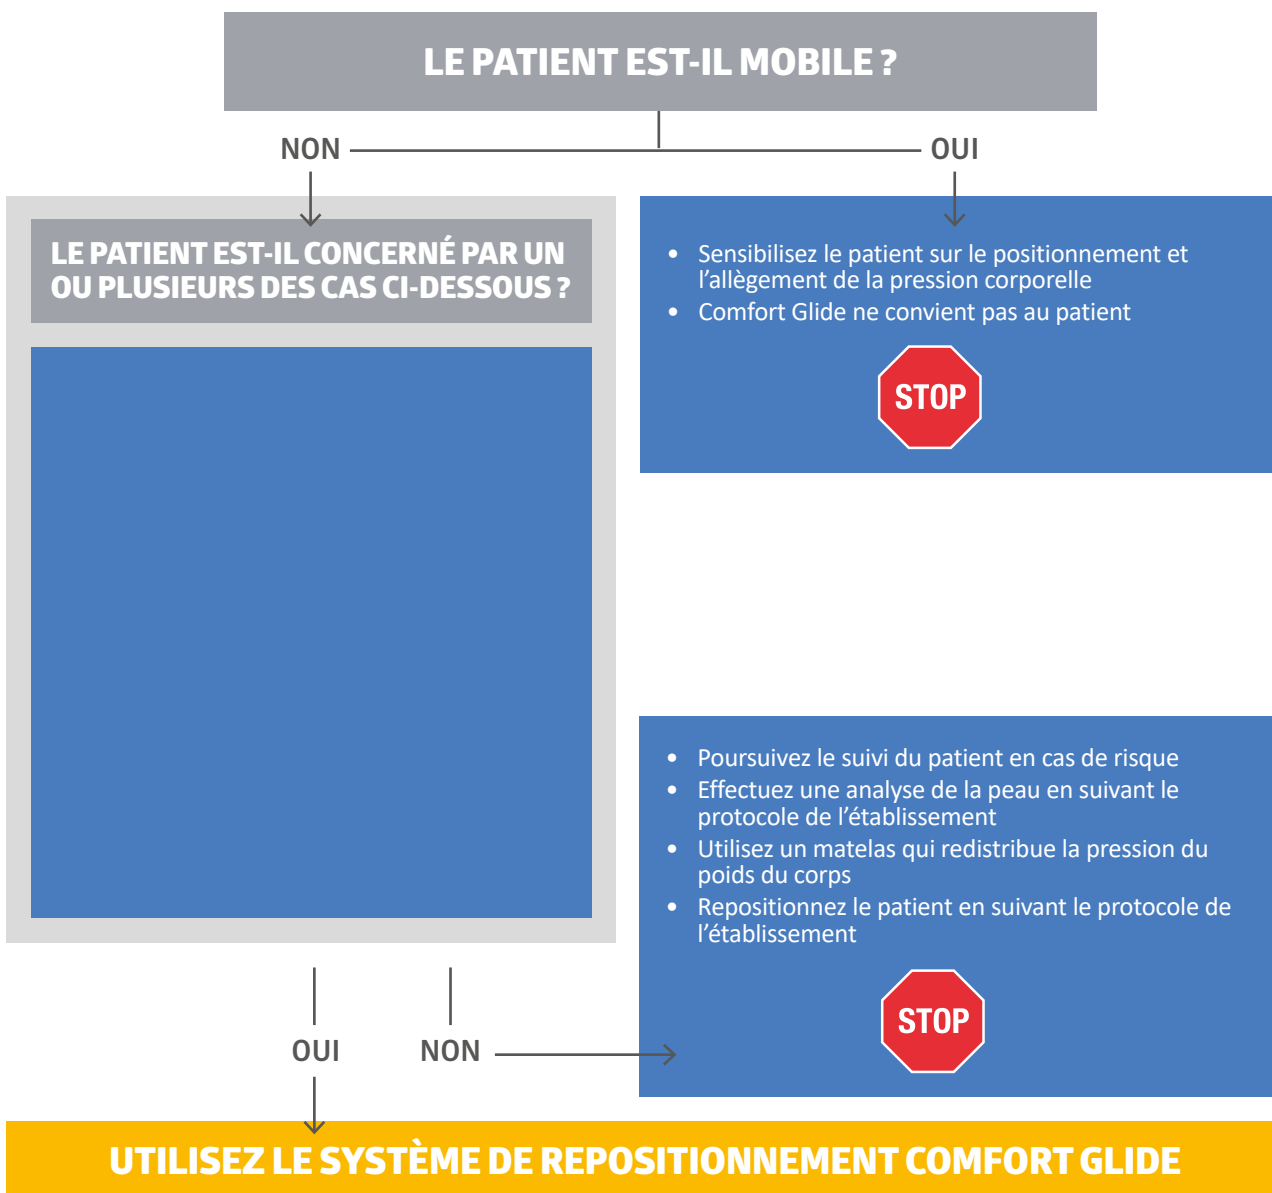 LE PATIENT EST-IL MOBILE ?
NON
OUI
LE PATIENT EST-IL CONCERNÉ PAR UN
OU PLUSIEURS DES CAS CI-DESSOUS ?
• Sensibilisez le patient sur le positionnement et
l’allègement de la pression corporelle
• Comfort Glide ne convient pas au patient
STOP
• Poursuivez le suivi du patient en cas de risque
• Effectuez une analyse de la peau en suivant le
protocole de l’établissement
• Utilisez un matelas qui redistribue la pression du
poids du corps
• Repositionnez le patient en suivant le protocole de
l’établissement
STOP
OUI
NON
UTILISEZ LE SYSTÈME DE REPOSITIONNEMENT COMFORT GLIDE